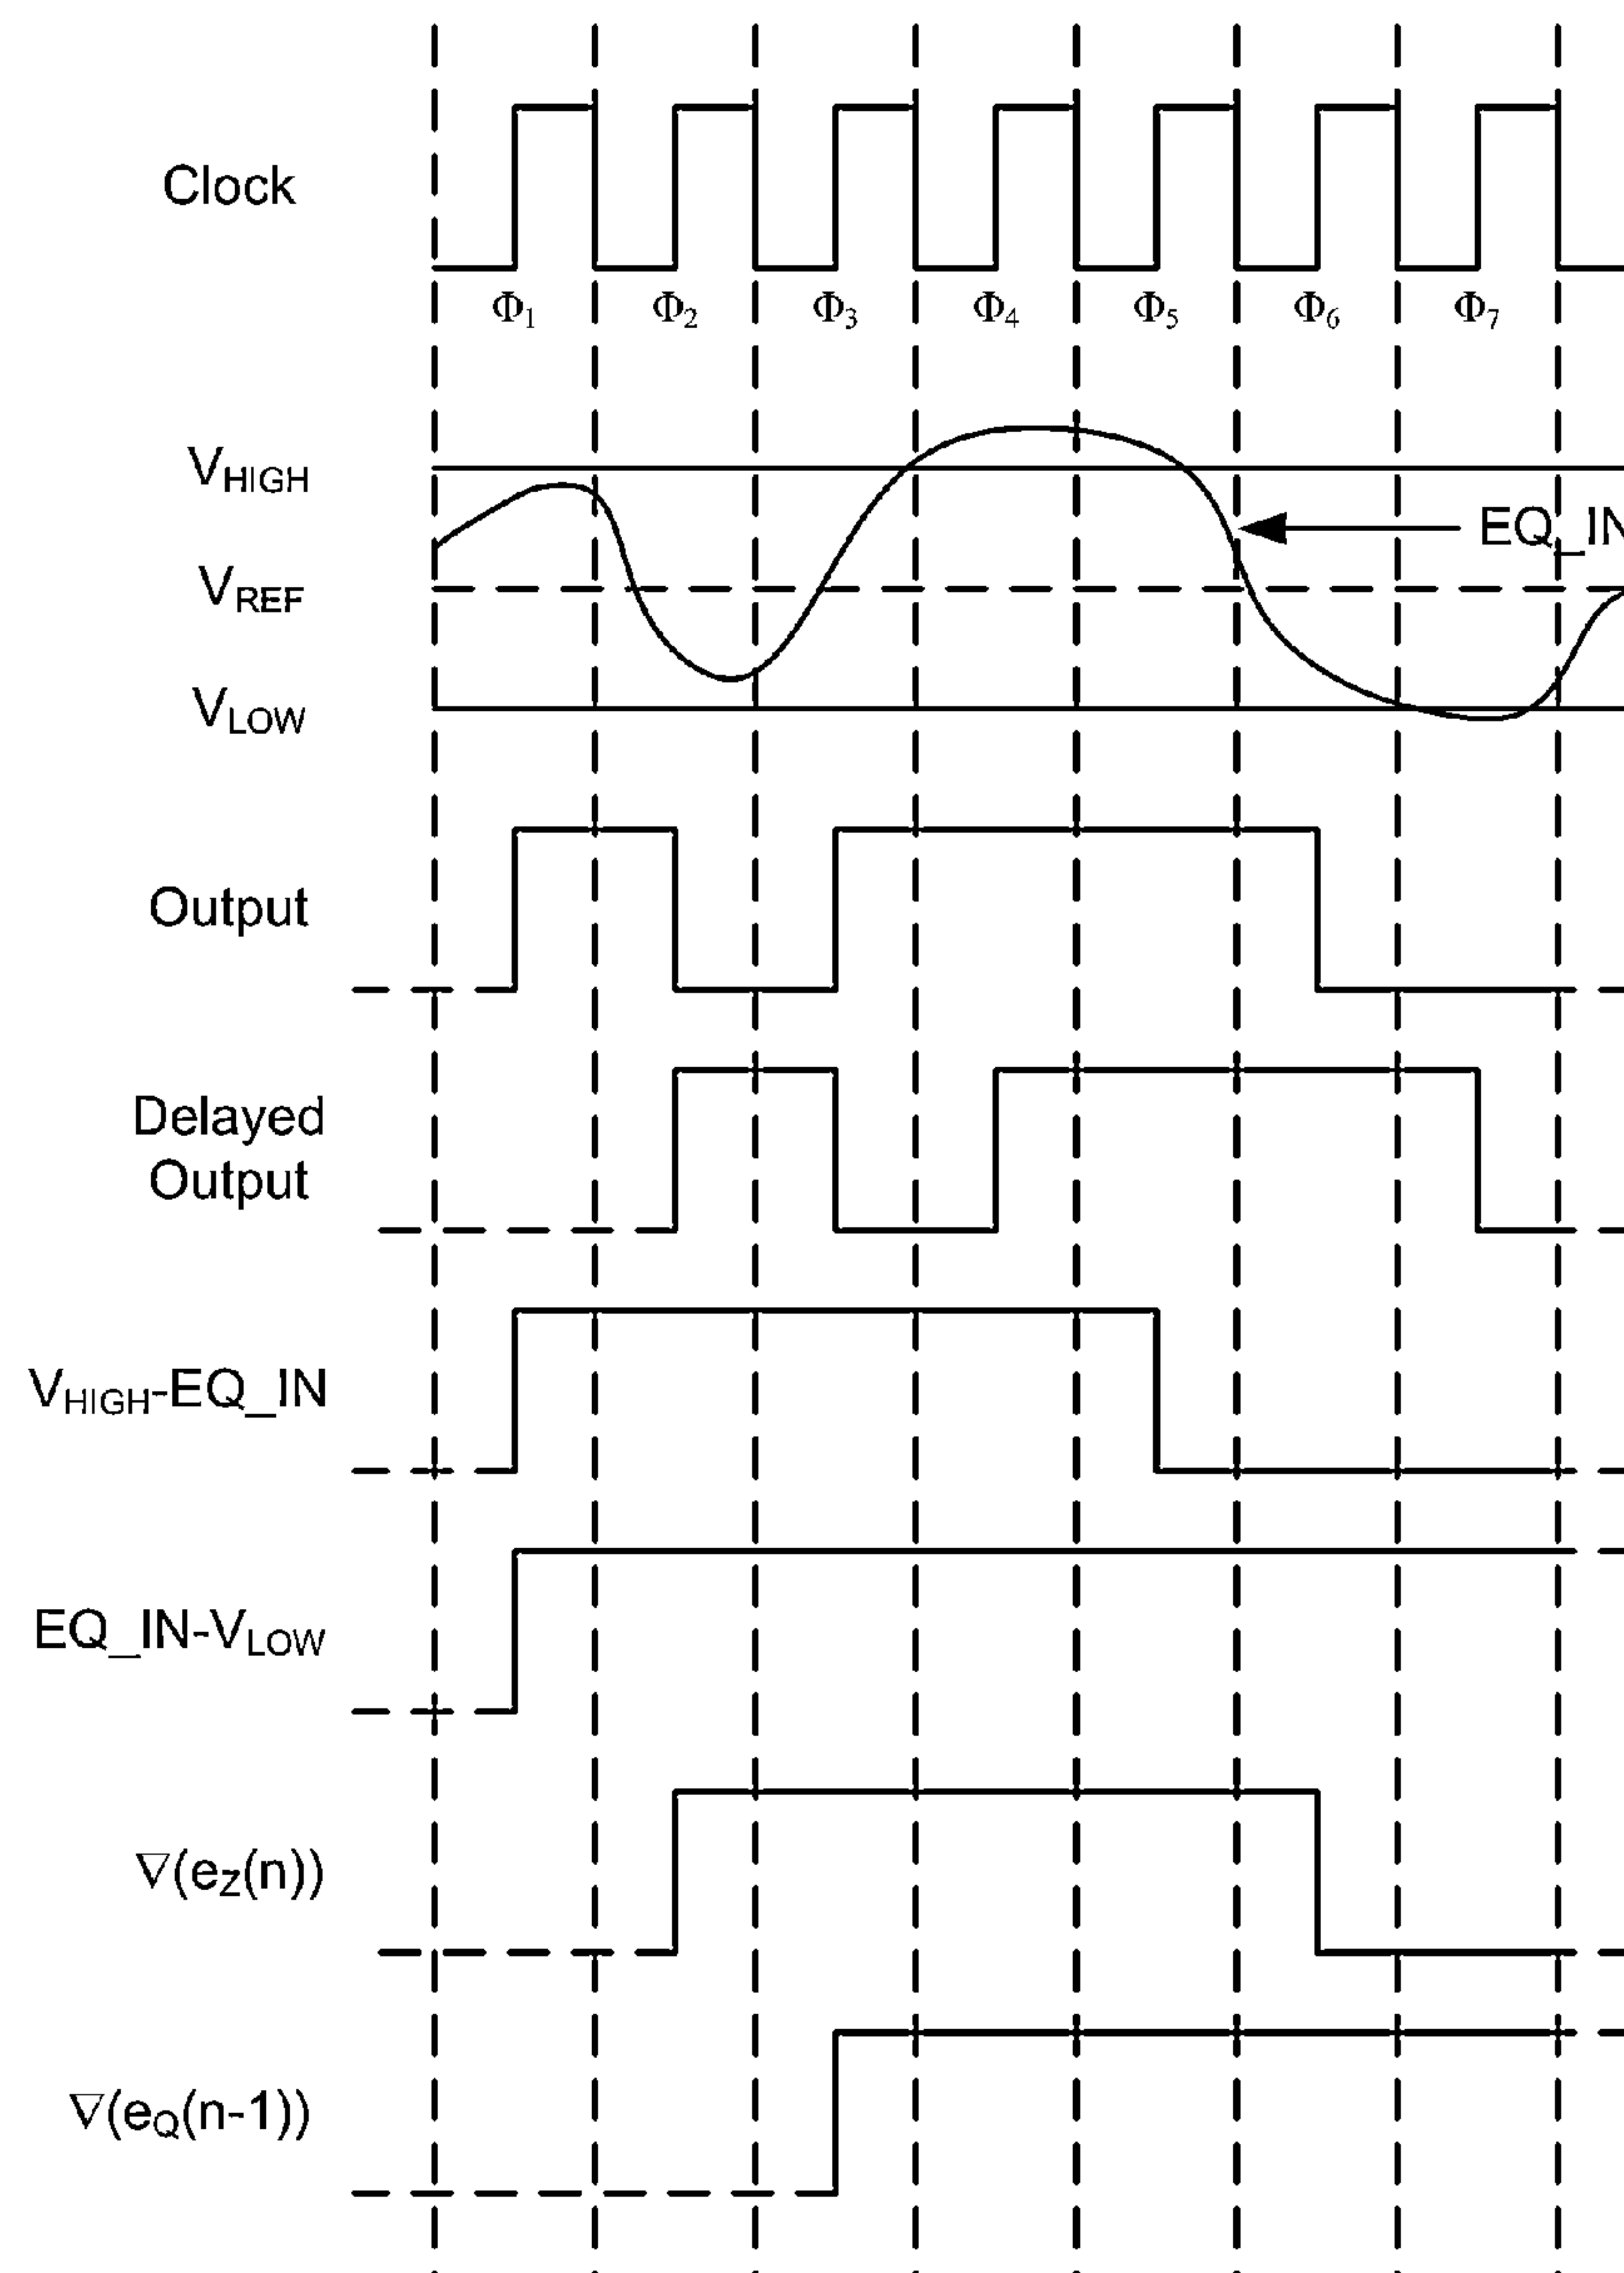 Clock
Φ1 Φ2 Φ3 Φ4 Φ5 Φ6 Φ7
VHIGH
EQ_IN
VREF
VLOW
Output
Delayed
Output
VHIGH-EQ_IN
EQ_IN-VLOW
∇(eZ(n))
∇(eQ(n-1))